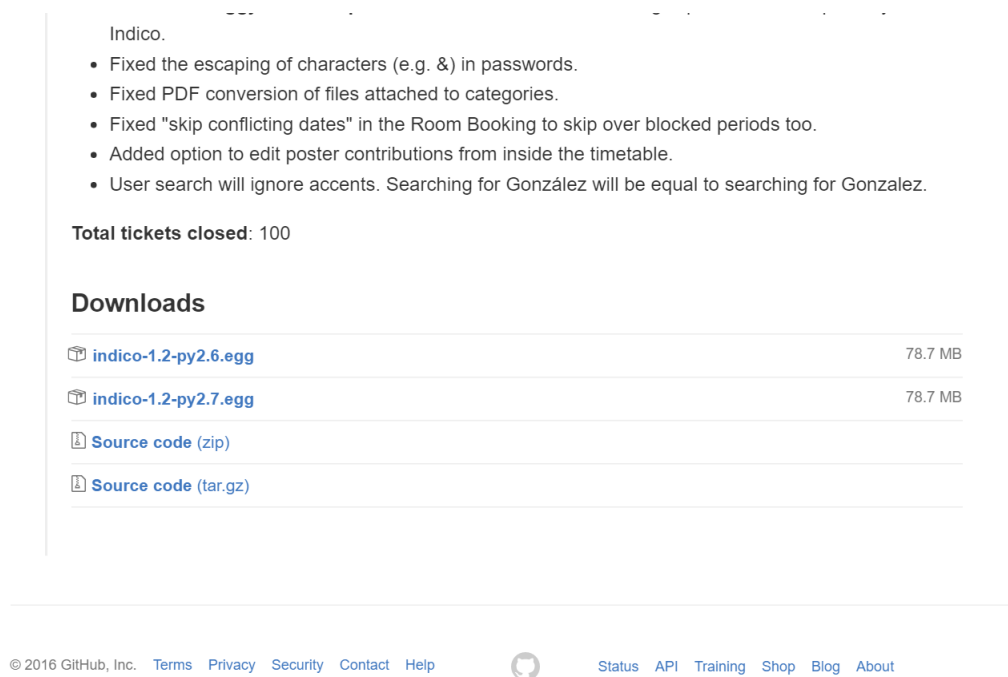 Indico.
• Fixed the escaping of characters (e.g. &) in passwords.
• Fixed PDF conversion of files attached to categories.
• Fixed "skip conflicting dates" in the Room Booking to skip over blocked periods too.
• Added option to edit poster contributions from inside the timetable.
• User search will ignore accents. Searching for González will be equal to searching for Gonzalez.
Total tickets closed: 100
Downloads
indico-1.2-py2.6.egg 78.7 MB
indico-1.2-py2.7.egg 78.7 MB
Source code (zip)
Source code (tar.gz)
© 2016 GitHub, Inc. Terms Privacy Security Contact Help Status API Training Shop Blog About